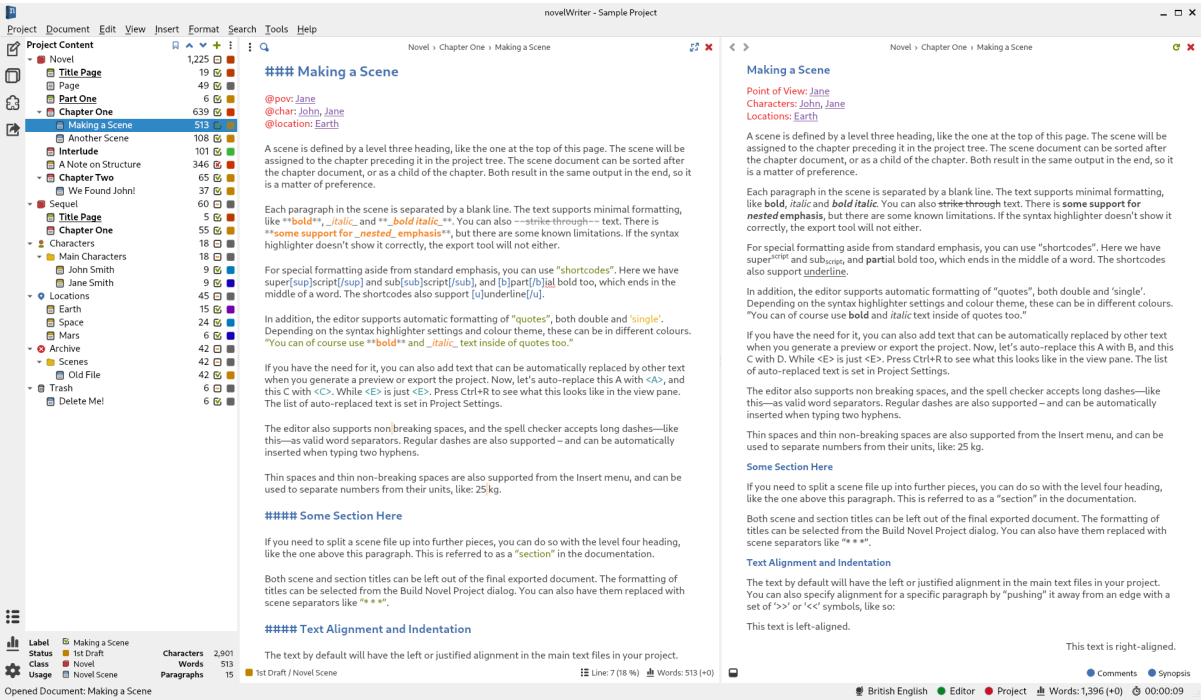 novelWriter - Sample Project
Project Document Edit View Insert Format Search Tools Help
Project Content
Novel 1,225
Title Page 19
Page 49
Part One 6
Chapter One 639
Making a Scene 513
Another Scene 108
Interlude 101
A Note on Structure 346
Chapter Two 65
We Found John! 37
Sequel 60
Title Page 5
Chapter One 55
Characters 18
Main Characters 18
John Smith 9
Jane Smith 9
Locations 45
Earth 15
Space 24
Mars 6
Archive 42
Scenes 42
Old File 42
Trash 6
Delete Me! 6
Label Making a Scene
Status 1st Draft Characters 2,901
Class Novel Words 513
Usage Novel Scene Paragraphs 15
Novel › Chapter One › Making a Scene
### Making a Scene
@pov: Jane
@char: John, Jane
@location: Earth
A scene is defined by a level three heading, like the one at the top of this page. The scene will be
assigned to the chapter preceding it in the project tree. The scene document can be sorted after
the chapter document, or as a child of the chapter. Both result in the same output in the end, so it
is a matter of preference.
Each paragraph in the scene is separated by a blank line. The text supports minimal formatting,
like **bold**, _italic_ and **_bold italic_**. You can also ~~strike through~~ text. There is
**some support for _nested_ emphasis**, but there are some known limitations. If the syntax
highlighter doesn’t show it correctly, the export tool will not either.
For special formatting aside from standard emphasis, you can use “shortcodes”. Here we have
super[sup]script[/sup] and sub[sub]script[/sub], and [b]part[/b]ial bold too, which ends in the
middle of a word. The shortcodes also support [u]underline[/u].
In addition, the editor supports automatic formatting of “quotes”, both double and ‘single’.
Depending on the syntax highlighter settings and colour theme, these can be in different colours.
“You can of course use **bold** and _italic_ text inside of quotes too.”
If you have the need for it, you can also add text that can be automatically replaced by other text
when you generate a preview or export the project. Now, let’s auto-replace this A with <A>, and
this C with <C>. While <E> is just <E>. Press Ctrl+R to see what this looks like in the view pane.
The list of auto-replaced text is set in Project Settings.
The editor also supports non breaking spaces, and the spell checker accepts long dashes—like
this—as valid word separators. Regular dashes are also supported – and can be automatically
inserted when typing two hyphens.
Thin spaces and thin non-breaking spaces are also supported from the Insert menu, and can be
used to separate numbers from their units, like: 25 kg.
#### Some Section Here
If you need to split a scene file up into further pieces, you can do so with the level four heading,
like the one above this paragraph. This is referred to as a “section” in the documentation.
Both scene and section titles can be left out of the final exported document. The formatting of
titles can be selected from the Build Novel Project dialog. You can also have them replaced with
scene separators like “* * *”.
#### Text Alignment and Indentation
The text by default will have the left or justified alignment in the main text files in your project.
1st Draft / Novel Scene Line: 7 (18 %) Words: 513 (+0)
Novel › Chapter One › Making a Scene
Making a Scene
Point of View: Jane
Characters: John, Jane
Locations: Earth
A scene is defined by a level three heading, like the one at the top of this page. The scene will be
assigned to the chapter preceding it in the project tree. The scene document can be sorted after
the chapter document, or as a child of the chapter. Both result in the same output in the end, so it
is a matter of preference.
Each paragraph in the scene is separated by a blank line. The text supports minimal formatting,
like bold, italic and bold italic. You can also strike through text. There is some support for
nested emphasis, but there are some known limitations. If the syntax highlighter doesn’t show it
correctly, the export tool will not either.
For special formatting aside from standard emphasis, you can use “shortcodes”. Here we have
superscript and subscript, and partial bold too, which ends in the middle of a word. The shortcodes
also support underline.
In addition, the editor supports automatic formatting of “quotes”, both double and ‘single’.
Depending on the syntax highlighter settings and colour theme, these can be in different colours.
“You can of course use bold and italic text inside of quotes too.”
If you have the need for it, you can also add text that can be automatically replaced by other text
when you generate a preview or export the project. Now, let’s auto-replace this A with B, and this
C with D. While <E> is just <E>. Press Ctrl+R to see what this looks like in the view pane. The list
of auto-replaced text is set in Project Settings.
The editor also supports non breaking spaces, and the spell checker accepts long dashes—like
this—as valid word separators. Regular dashes are also supported – and can be automatically
inserted when typing two hyphens.
Thin spaces and thin non-breaking spaces are also supported from the Insert menu, and can be
used to separate numbers from their units, like: 25 kg.
Some Section Here
If you need to split a scene file up into further pieces, you can do so with the level four heading,
like the one above this paragraph. This is referred to as a “section” in the documentation.
Both scene and section titles can be left out of the final exported document. The formatting of
titles can be selected from the Build Novel Project dialog. You can also have them replaced with
scene separators like “* * *”.
Text Alignment and Indentation
The text by default will have the left or justified alignment in the main text files in your project.
You can also specify alignment for a specific paragraph by “pushing” it away from an edge with a
set of ‘>>’ or ‘<<’ symbols, like so:
This text is left-aligned.
This text is right-aligned.
Comments Synopsis
Opened Document: Making a Scene
British English Editor Project Words: 1,396 (+0) 00:00:09